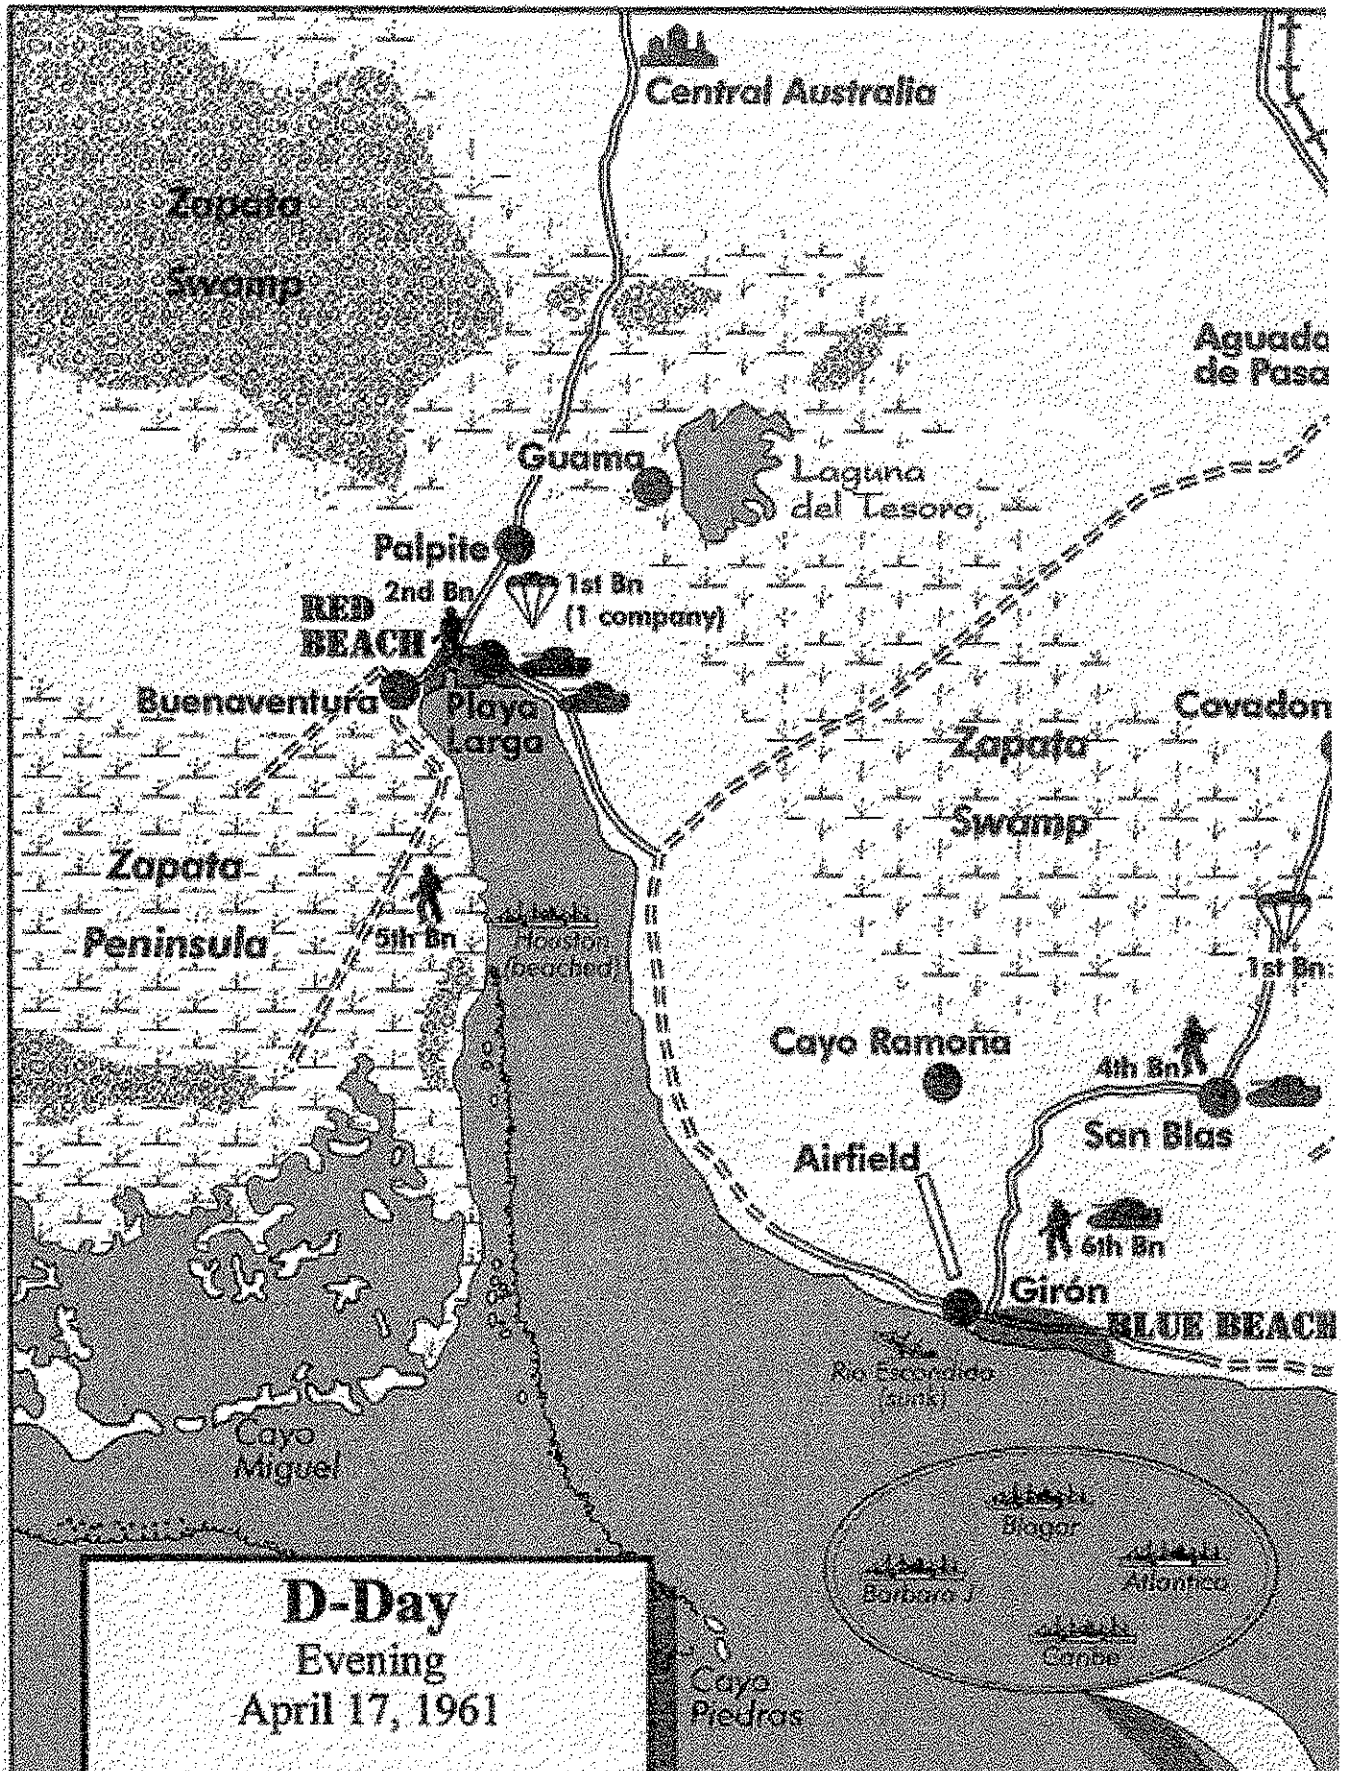 Central Australia
Zapata
Swamp
Aguada
de Pasa
Guama
Laguna
del Tesoro
Palpite
2nd Bn
1st Bn
(1 company)
RED
BEACH
Buenaventura
Playa
Larga
Covadon
Zapata
Swamp
Zapata
Peninsula
5th Bn
Houston
(beached)
1st Bn
Cayo Ramona
4th Bn
San Blas
Airfield
6th Bn
Girón
BLUE BEACH
Rio Escondido
(sunk)
Cayo
Miguel
Blagar
Barbara J
Atlantico
Caribe
D-Day
Evening
April 17, 1961
Cayo
Piedras